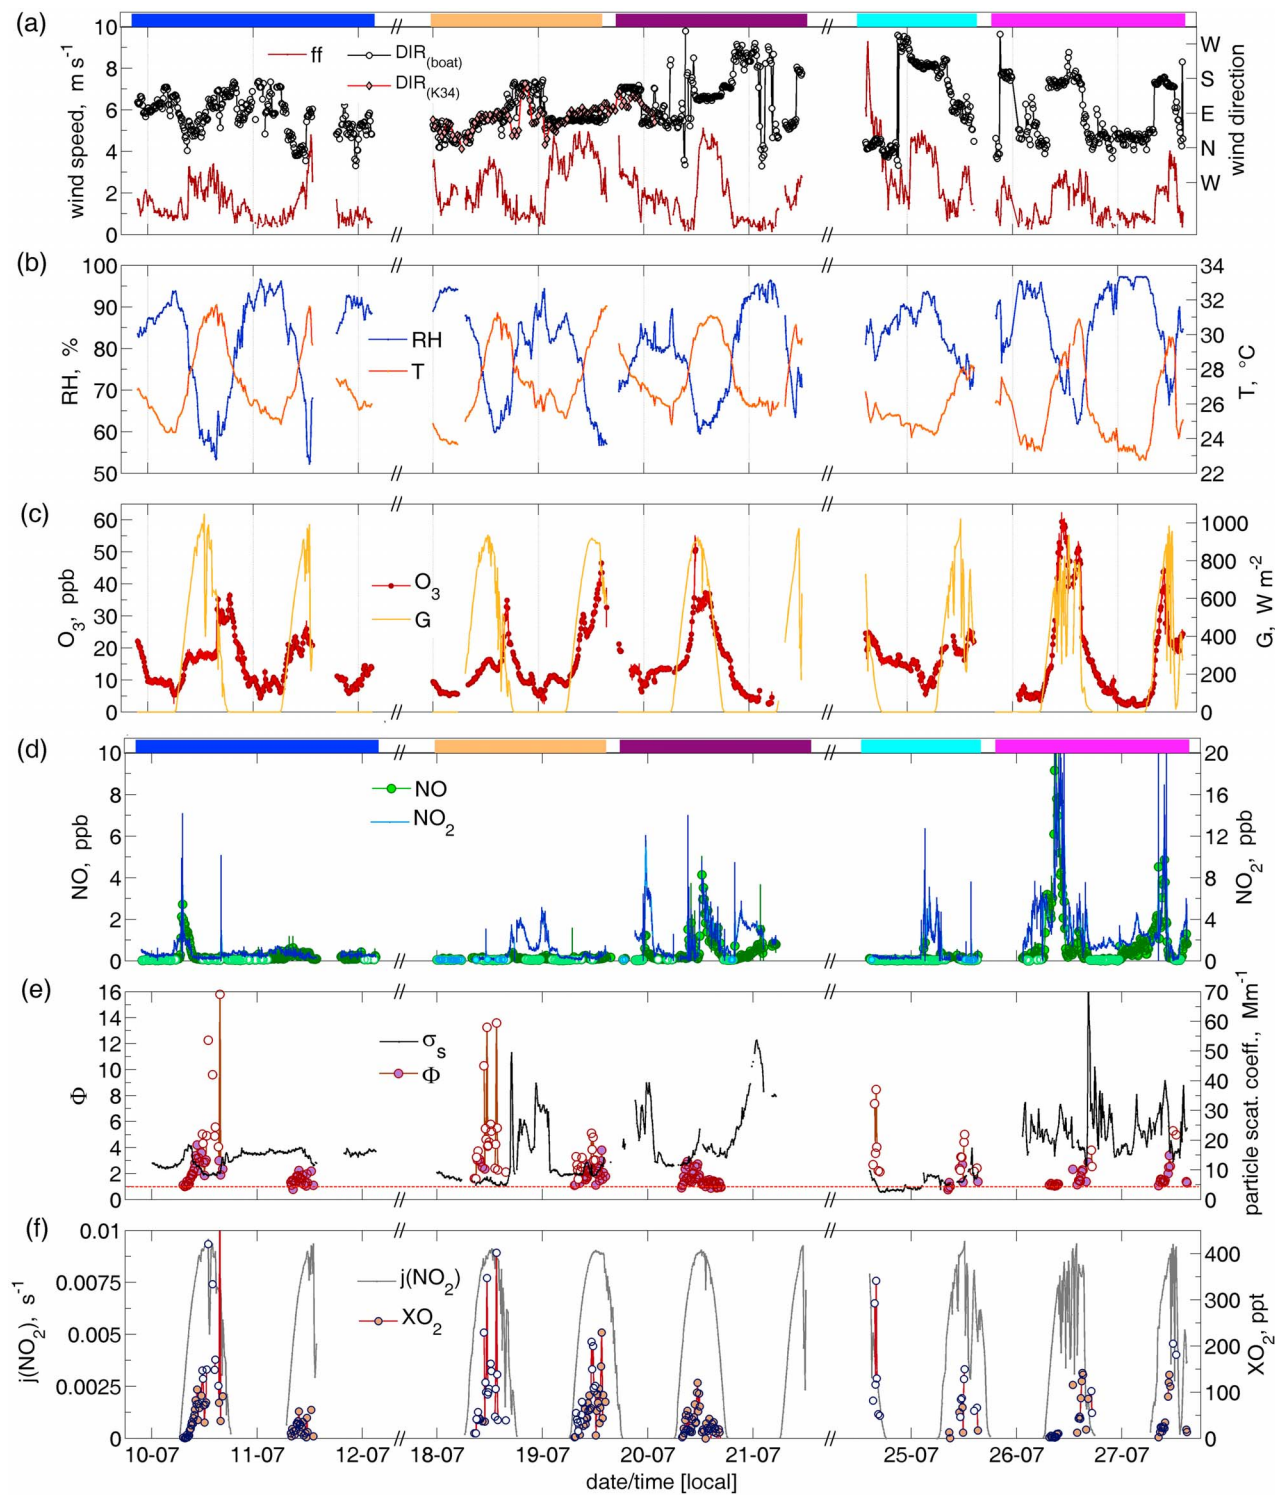 (a)
10
8
6
4
2
0
wind speed, m s-1
ff
DIR(boat)
DIR(K34)
W
S
E
N
W
wind direction
(b)
100
90
80
70
60
50
RH, %
RH
T
34
32
30
28
26
24
22
T, °C
(c)
60
50
40
30
20
10
0
O3, ppb
O3
G
1000
800
600
400
200
0
G, W m-2
(d)
10
8
6
4
2
0
NO, ppb
NO
NO2
20
16
12
8
4
0
NO2, ppb
(e)
16
14
12
10
8
6
4
2
0
Φ
σs
Φ
70
60
50
40
30
20
10
0
particle scat. coeff., Mm-1
(f)
0.01
0.0075
0.005
0.0025
0
j(NO2), s-1
j(NO2)
XO2
400
300
200
100
0
XO2, ppt
10-07 11-07 12-07 18-07 19-07 20-07 21-07 25-07 26-07 27-07
date/time [local]